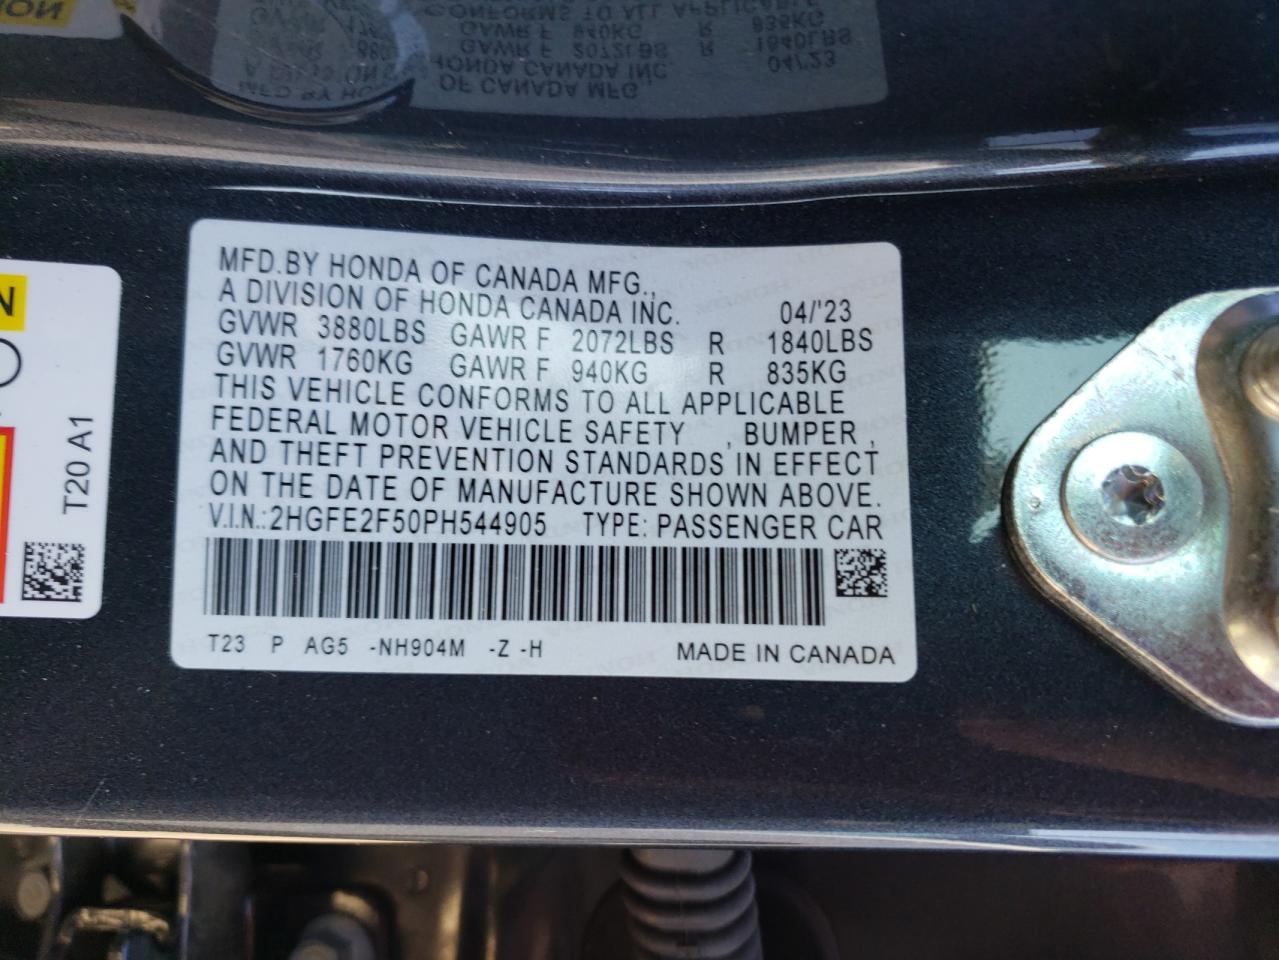 MFD.BY HONDA OF CANADA MFG.,
A DIVISION OF HONDA CANADA INC. 04/'23
GVWR 3880LBS GAWR F 2072LBS R 1840LBS
GVWR 1760KG GAWR F 940KG R 835KG
THIS VEHICLE CONFORMS TO ALL APPLICABLE
FEDERAL MOTOR VEHICLE SAFETY , BUMPER ,
AND THEFT PREVENTION STANDARDS IN EFFECT
ON THE DATE OF MANUFACTURE SHOWN ABOVE.
V.I.N.:2HGFE2F50PH544905 TYPE: PASSENGER CAR
T23 P AG5 -NH904M -Z -H MADE IN CANADA
T20 A1